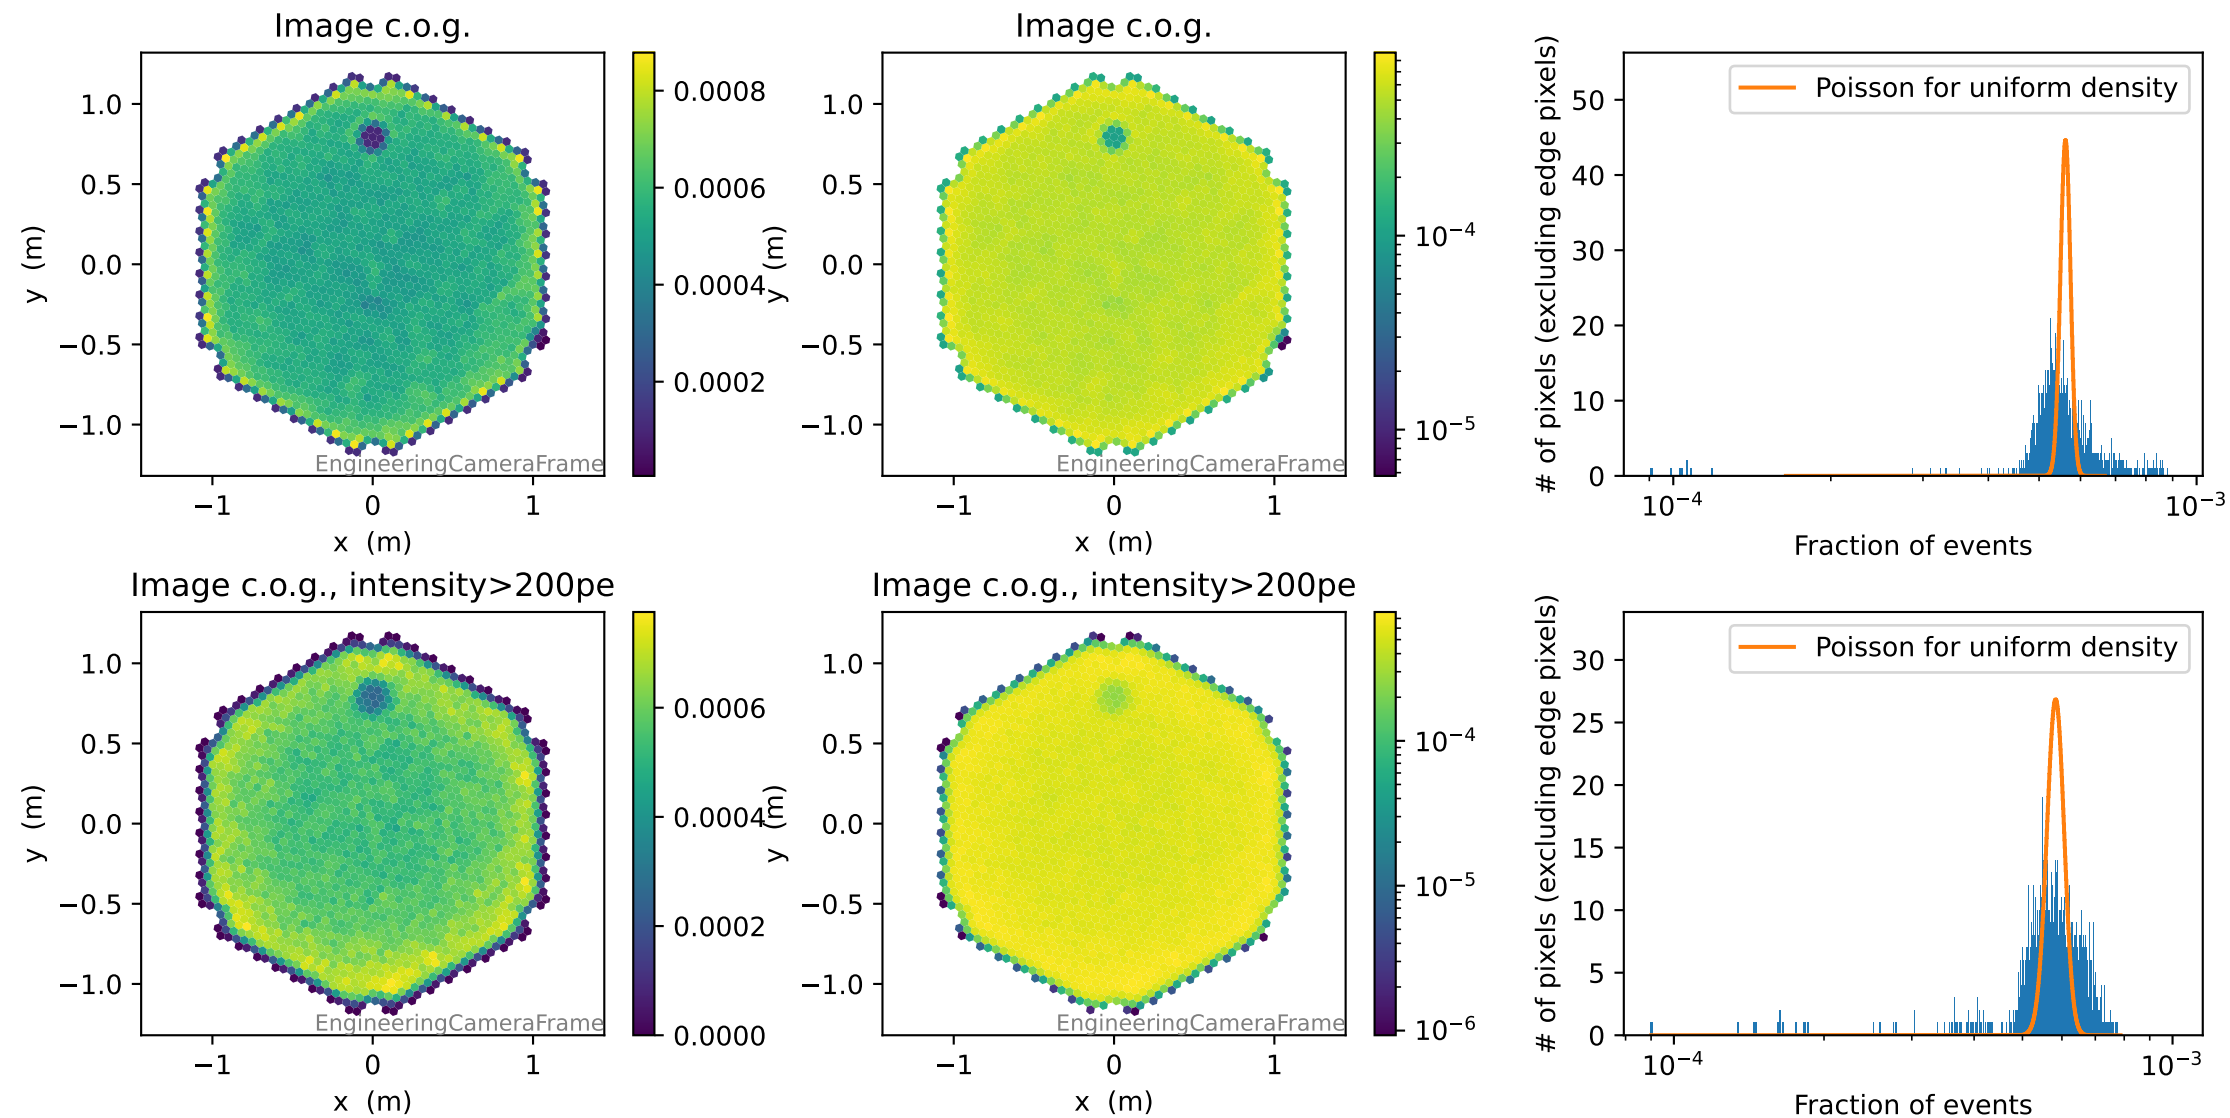 Image c.o.g.
1.0
0.5
0.0
−0.5
−1.0
y (m)
−1
0
1
x (m)
EngineeringCameraFrame
0.0008
0.0006
0.0004
0.0002
Image c.o.g.
1.0
0.5
0.0
−0.5
−1.0
y (m)
−1
0
1
x (m)
EngineeringCameraFrame
10⁻⁴
10⁻⁵
# of pixels (excluding edge pixels)
50
40
30
20
10
0
Poisson for uniform density
10⁻⁴
10⁻³
Fraction of events
Image c.o.g., intensity>200pe
1.0
0.5
0.0
−0.5
−1.0
y (m)
−1
0
1
x (m)
EngineeringCameraFrame
0.0006
0.0004
0.0002
0.0000
Image c.o.g., intensity>200pe
1.0
0.5
0.0
−0.5
−1.0
y (m)
−1
0
1
x (m)
EngineeringCameraFrame
10⁻⁴
10⁻⁵
10⁻⁶
# of pixels (excluding edge pixels)
30
25
20
15
10
5
0
Poisson for uniform density
10⁻⁴
10⁻³
Fraction of events